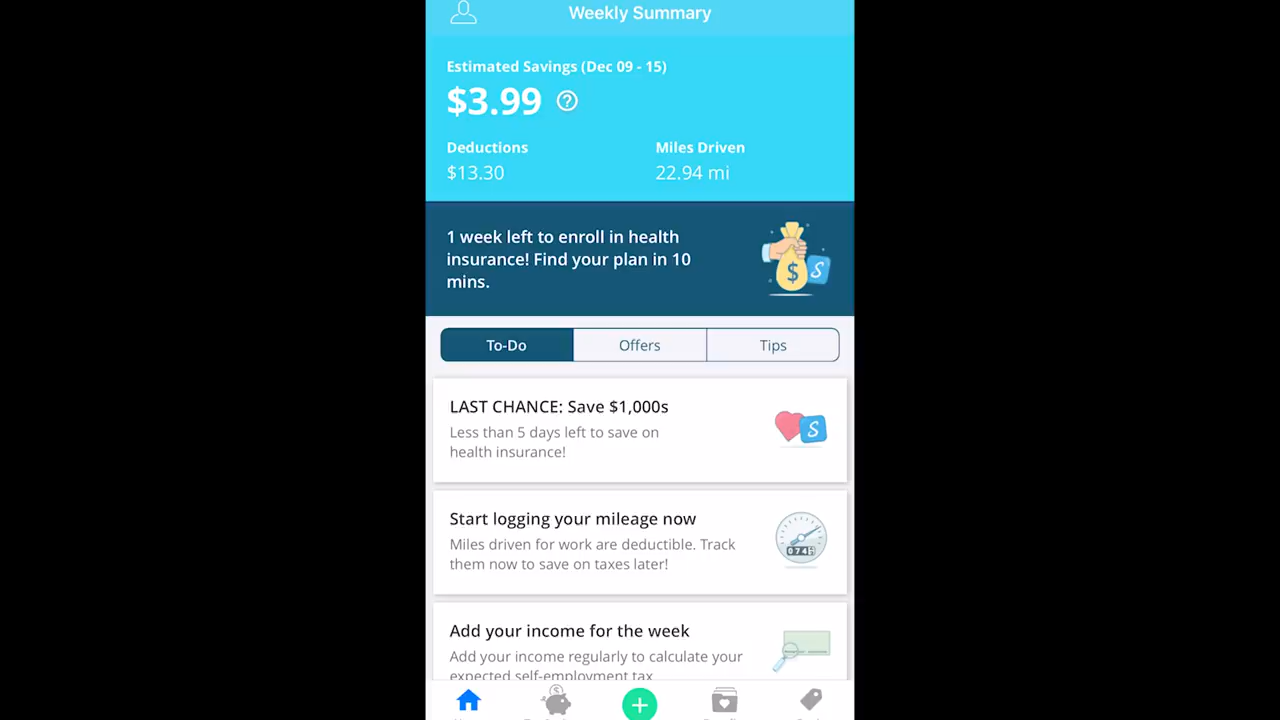 Weekly Summary
Estimated Savings (Dec 09 - 15)
$3.99 ?
Deductions Miles Driven
$13.30 22.94 mi
1 week left to enroll in health
insurance! Find your plan in 10
mins.
$ S
To-Do Offers Tips
LAST CHANCE: Save $1,000s
Less than 5 days left to save on
health insurance!
S
Start logging your mileage now
Miles driven for work are deductible. Track
them now to save on taxes later!
Add your income for the week
Add your income regularly to calculate your
expected self-employment tax